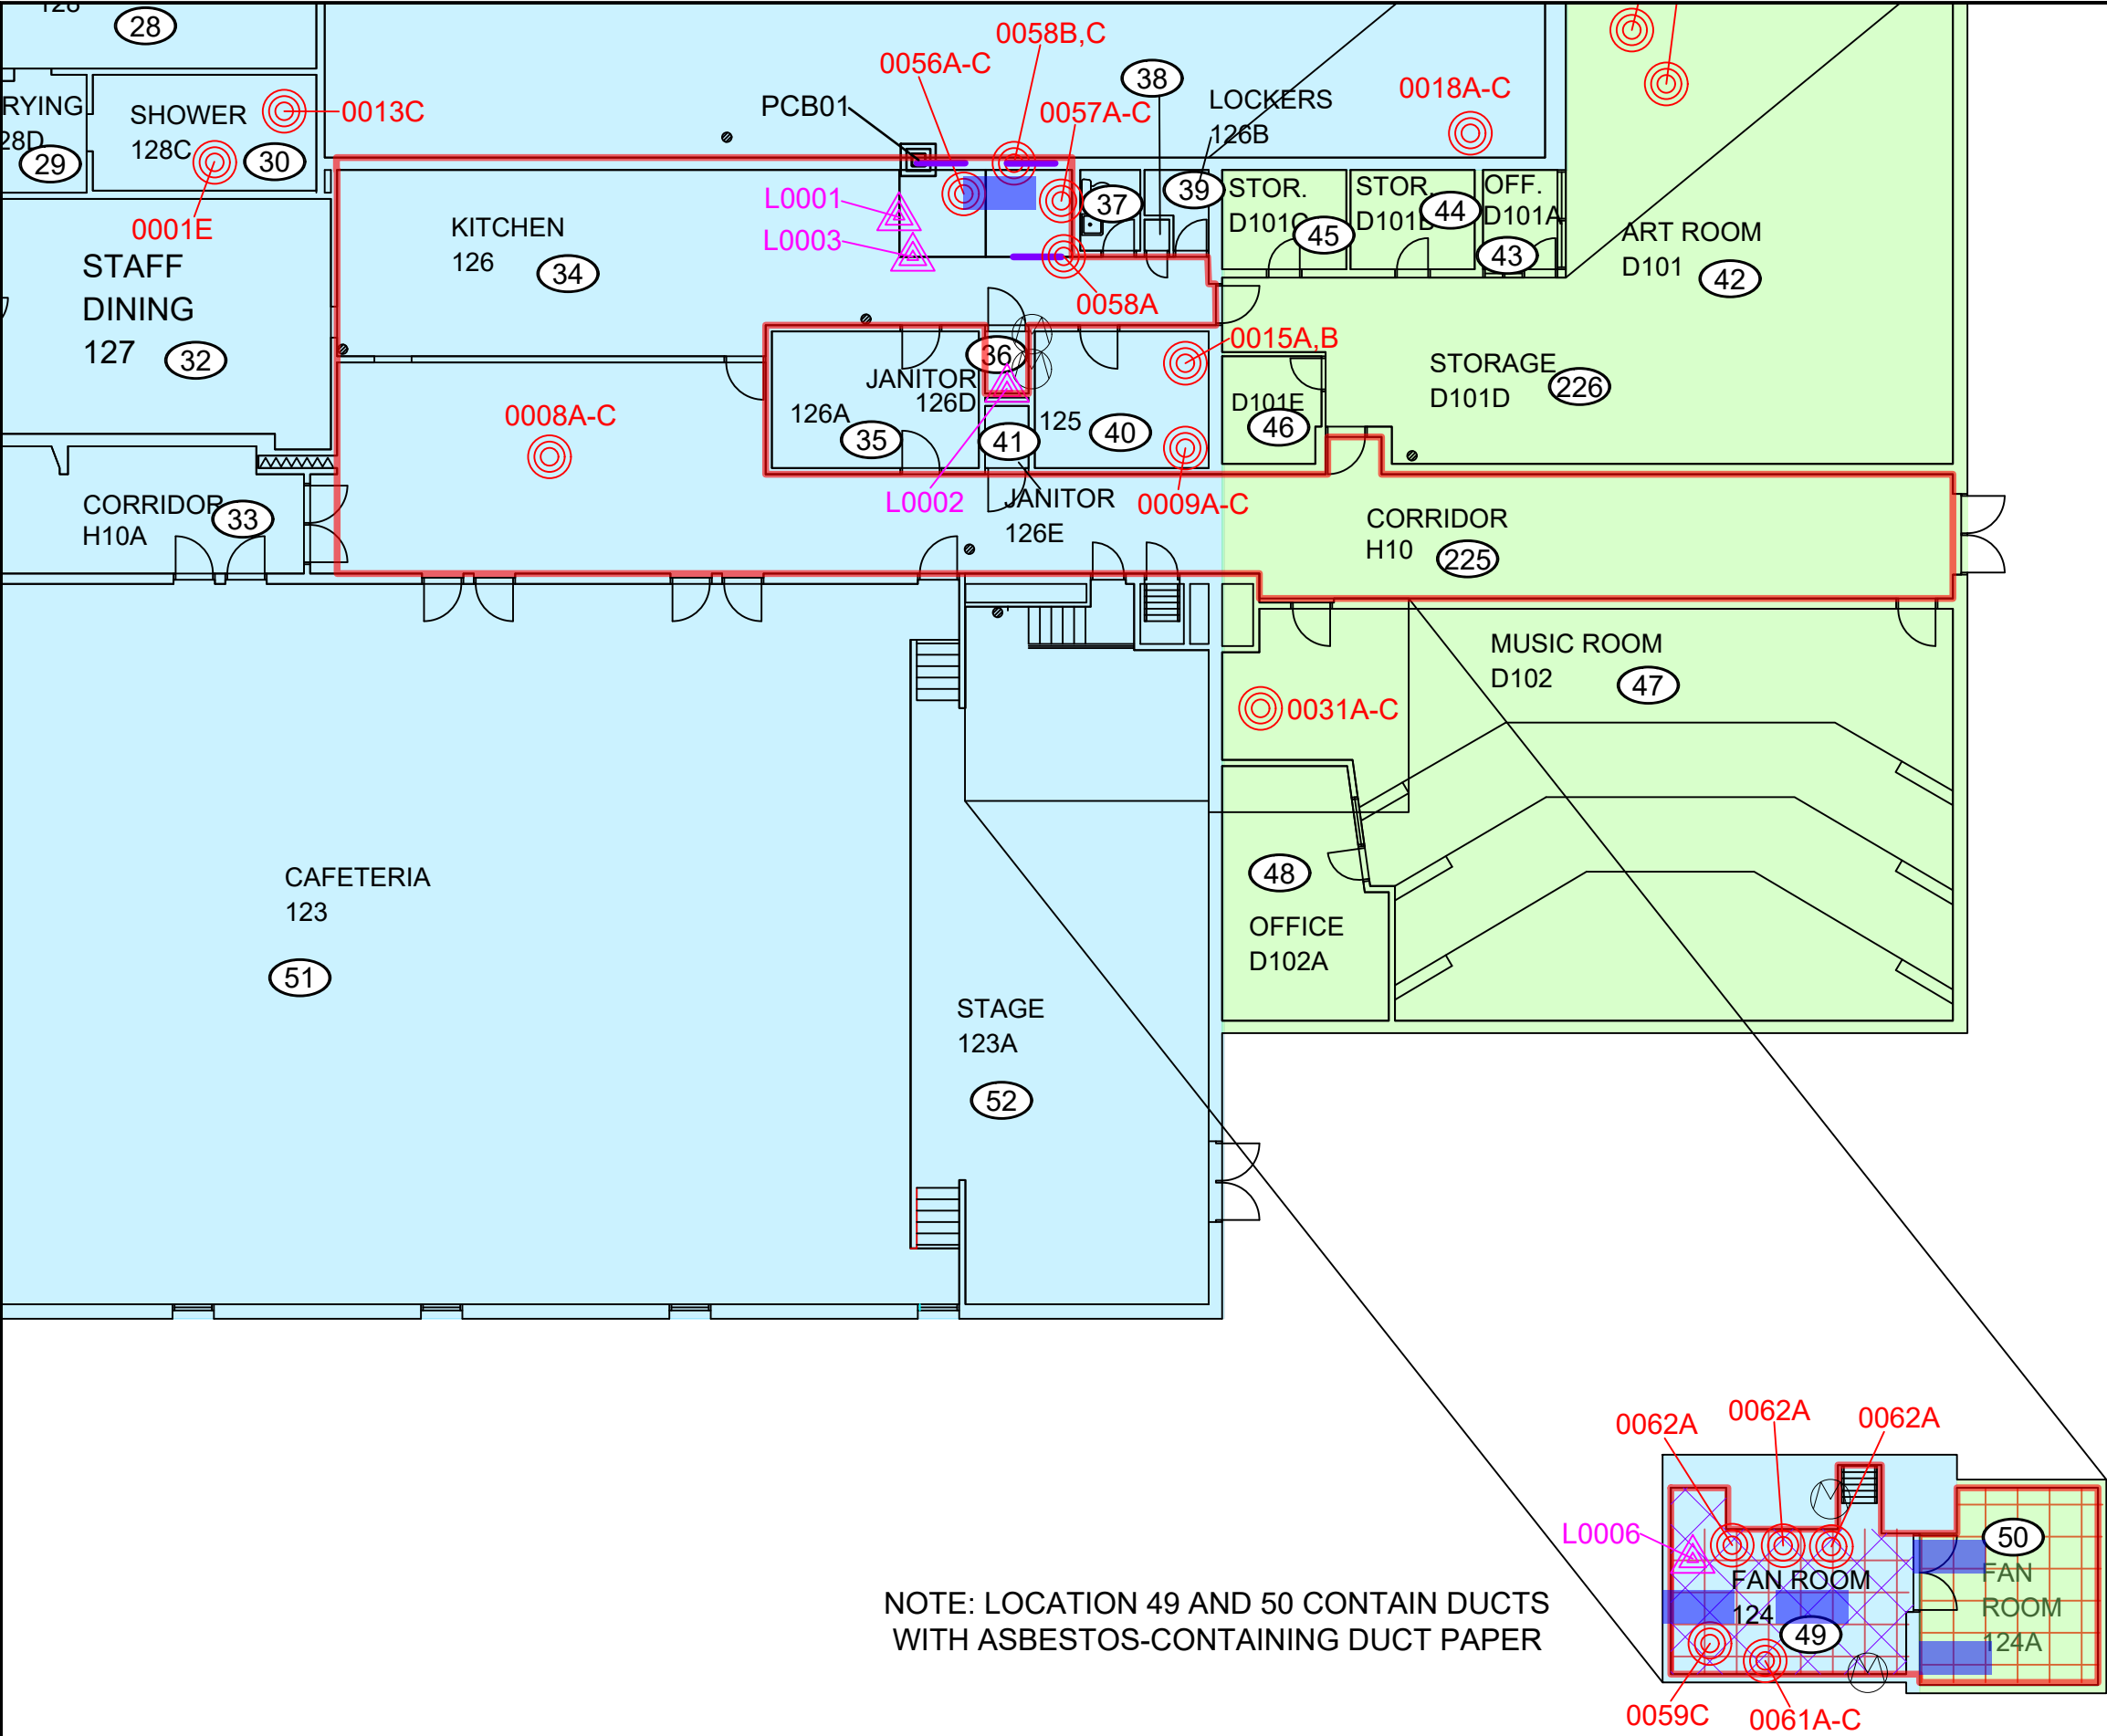 128
28
0058B,C
0056A-C
38
PCB01
LOCKERS
126B
0018A-C
RYING
28D
29
SHOWER
128C
30
0013C
0057A-C
0001E
STAFF
DINING
127
32
KITCHEN
126
34
L0001
L0003
37
39
STOR.
45
STOR.
44
OFF.
D101A
43
ART ROOM
D101
42
0058A
0015A,B
36
JANITOR
126D
126A
35
41
125
40
D101E
46
STORAGE
D101D
226
0008A-C
L0002
JANITOR
126E
0009A-C
CORRIDOR
H10A
33
CORRIDOR
H10
225
MUSIC ROOM
D102
47
0031A-C
48
OFFICE
D102A
CAFETERIA
123
51
STAGE
123A
52
0062A
0062A
0062A
L0006
50
FAN
ROOM
124A
FAN ROOM
124
49
0059C
0061A-C
NOTE: LOCATION 49 AND 50 CONTAIN DUCTS
WITH ASBESTOS-CONTAINING DUCT PAPER